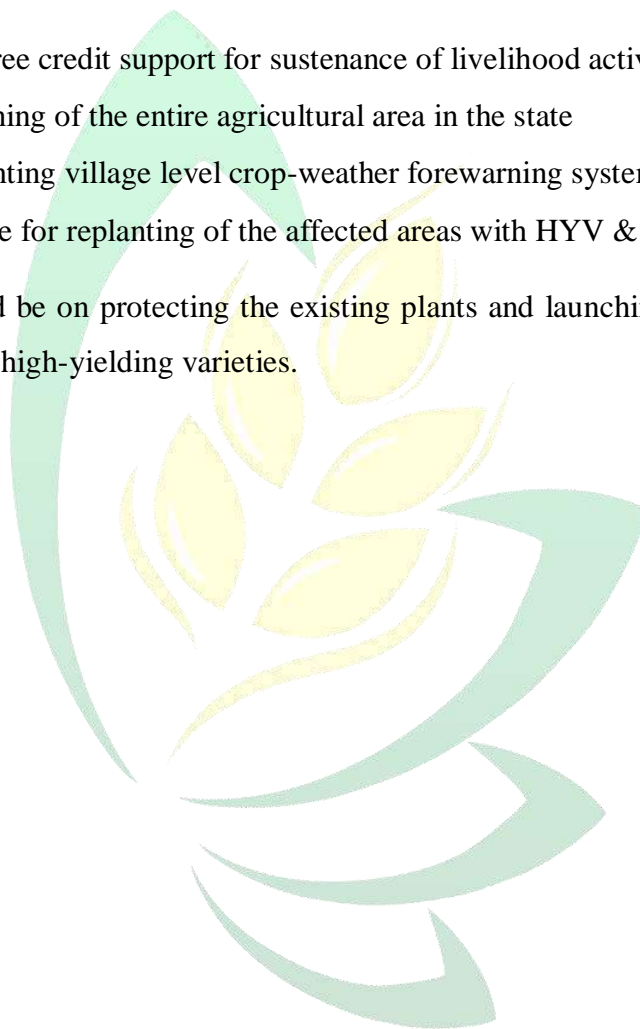 ree credit support for sustenance of livelihood activ
ning of the entire agricultural area in the state
nting village level crop-weather forewarning system
e for replanting of the affected areas with HYV &
d be on protecting the existing plants and launchi
high-yielding varieties.